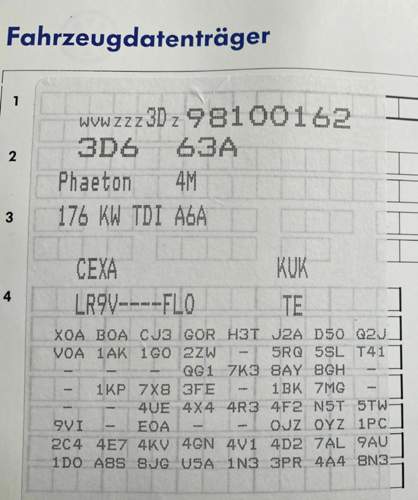 Fahrzeugdatenträger
1
WVWZZZ3DZ98100162
2
3D6 63A
Phaeton 4M
3
176 KW TDI A6A
CEXA KUK
4
LR9V----FLO TE
X0A B0A CJ3 G0R H3T J2A D50 Q2J
V0A 1AK 1G0 2ZW - 5RQ 5SL T41
- - - QG1 7K3 8AY 8GH -
- 1KP 7X8 3FE - 1BK 7MG -
- - 4UE 4X4 4R3 4F2 N5T 5TW
9VI - E0A - - 0JZ 0YZ 1PC
2C4 4E7 4KV 4GN 4V1 4D2 7AL 9AU
1D0 A8S 8JG U5A 1N3 3PR 4A4 8N3